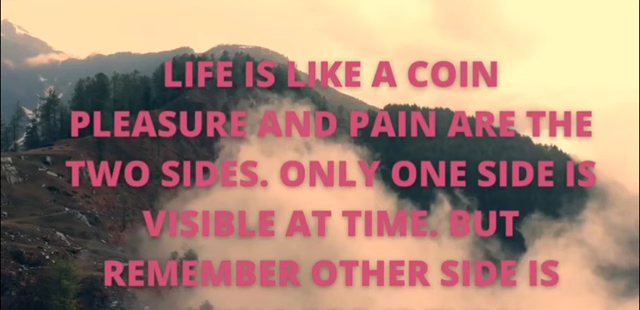 LIFE IS LIKE A COIN
PLEASURE AND PAIN ARE THE
TWO SIDES. ONLY ONE SIDE IS
VISIBLE AT TIME. BUT
REMEMBER OTHER SIDE IS